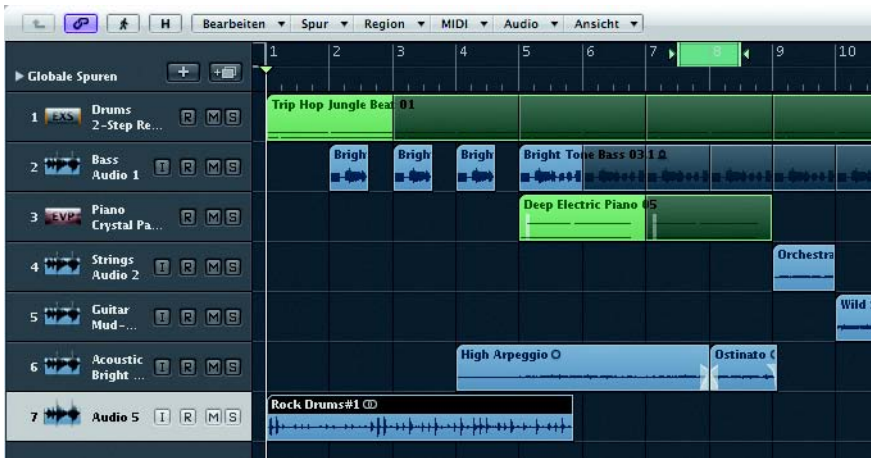 H Bearbeiten Spur Region MIDI Audio Ansicht
1 2 3 4 5 6 7 8 9 10
Globale Spuren
1 EXS Drums R M S
2-Step Re...
Trip Hop Jungle Beat 01
2 Bass I R M S
Audio 1
Brigh Brigh Brigh Bright Tone Bass 03.1
3 EVP Piano R M S
Crystal Pa...
Deep Electric Piano 05
4 Strings I R M S
Audio 2
Orchestra
5 Guitar I R M S
Mud-...
Wild
6 Acoustic I R M S
Bright ...
High Arpeggio Ostinato
7 Audio 5 I R M S
Rock Drums#1